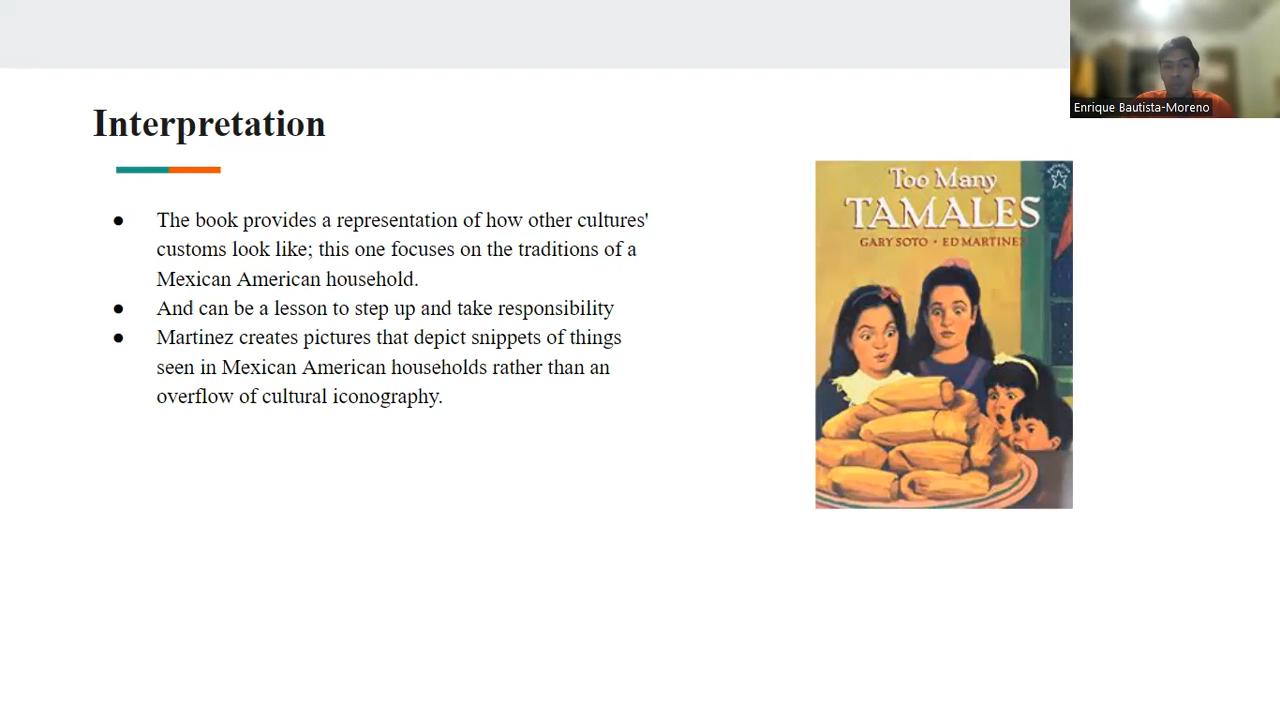 Interpretation
● The book provides a representation of how other cultures'
customs look like; this one focuses on the traditions of a
Mexican American household.
● And can be a lesson to step up and take responsibility
● Martinez creates pictures that depict snippets of things
seen in Mexican American households rather than an
overflow of cultural iconography.
Enrique Bautista-Moreno
Too Many
TAMALES
GARY SOTO • ED MARTINEZ